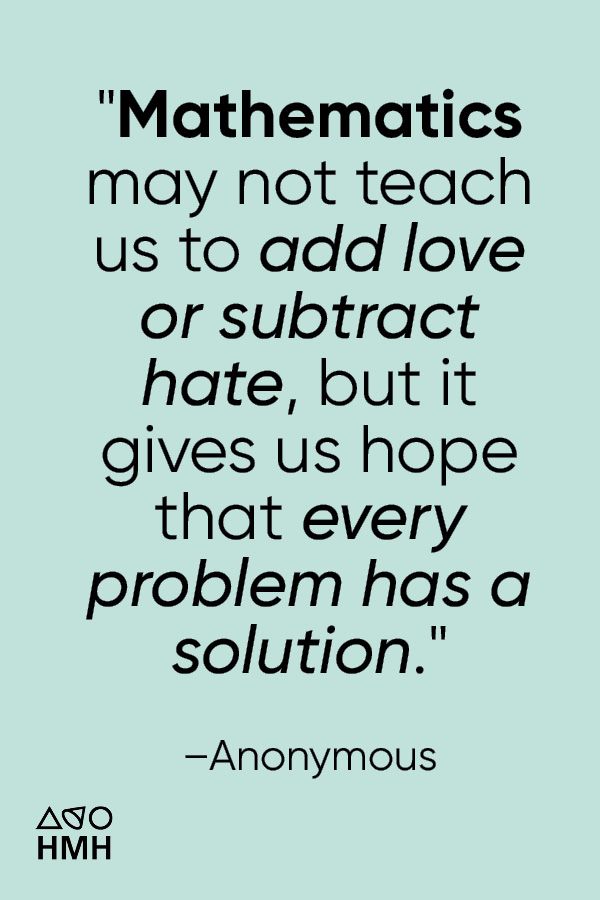 "Mathematics
may not teach
us to add love
or subtract
hate, but it
gives us hope
that every
problem has a
solution."
–Anonymous
HMH